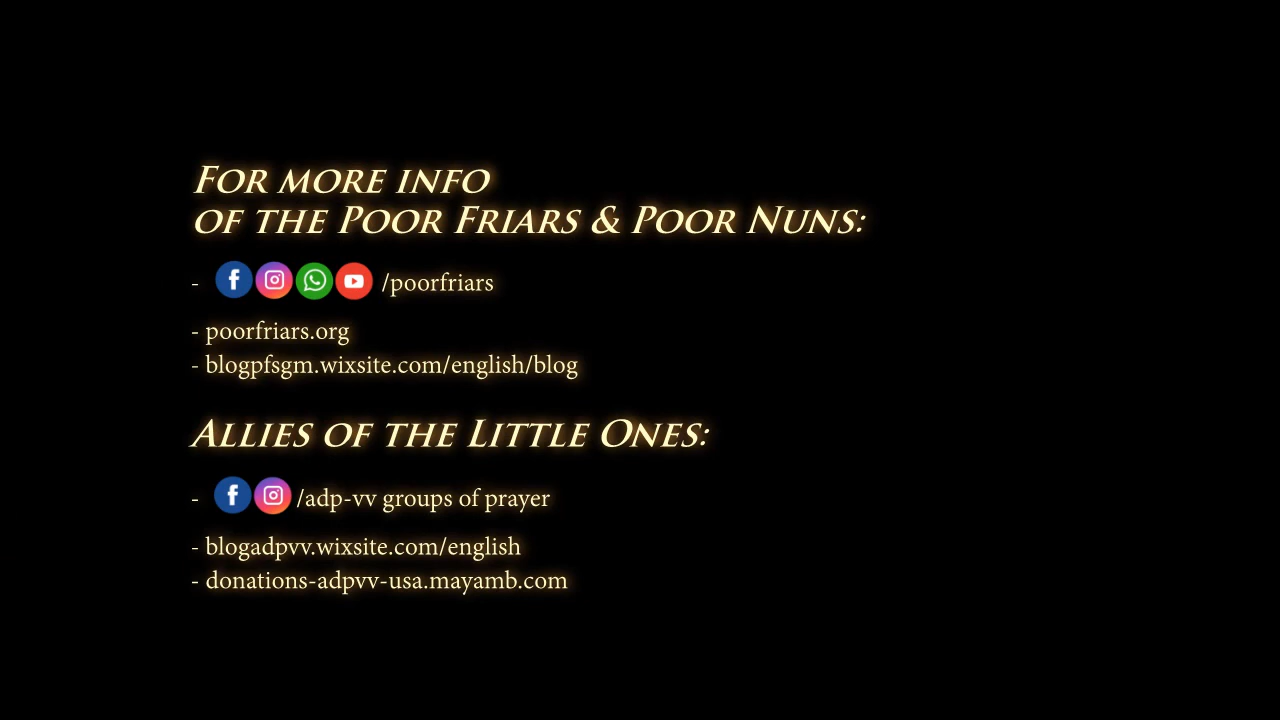 For more info
of the Poor Friars & Poor Nuns:
- /poorfriars
- poorfriars.org
- blogpfsgm.wixsite.com/english/blog
Allies of the Little Ones:
- /adp-vv groups of prayer
- blogadpvv.wixsite.com/english
- donations-adpvv-usa.mayamb.com